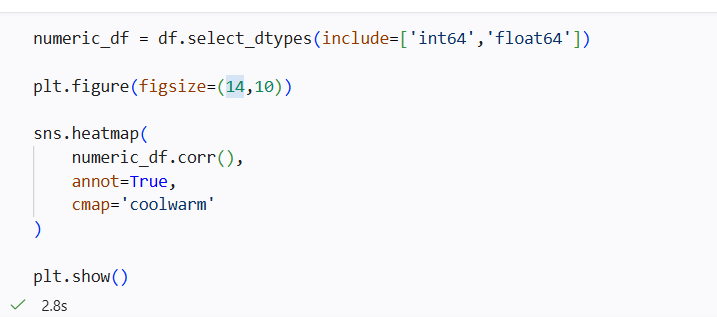 numeric_df = df.select_dtypes(include=['int64','float64'])
plt.figure(figsize=(14,10))
sns.heatmap(
    numeric_df.corr(),
    annot=True,
    cmap='coolwarm'
)
plt.show()
2.8s